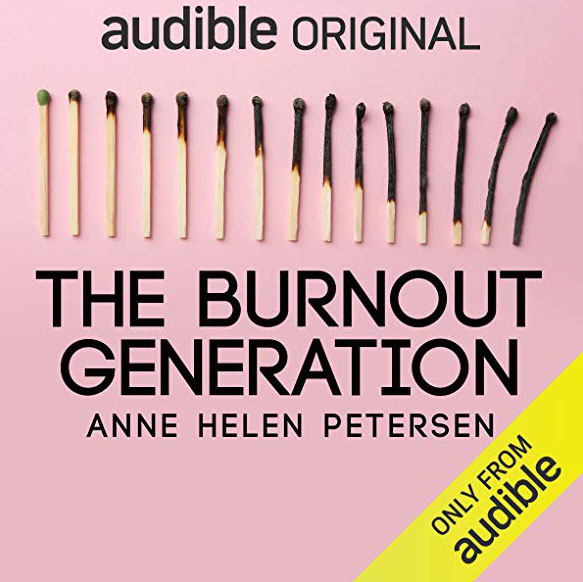 audible ORIGINAL
THE BURNOUT
GENERATION
ANNE HELEN PETERSEN
ONLY FROM
audible